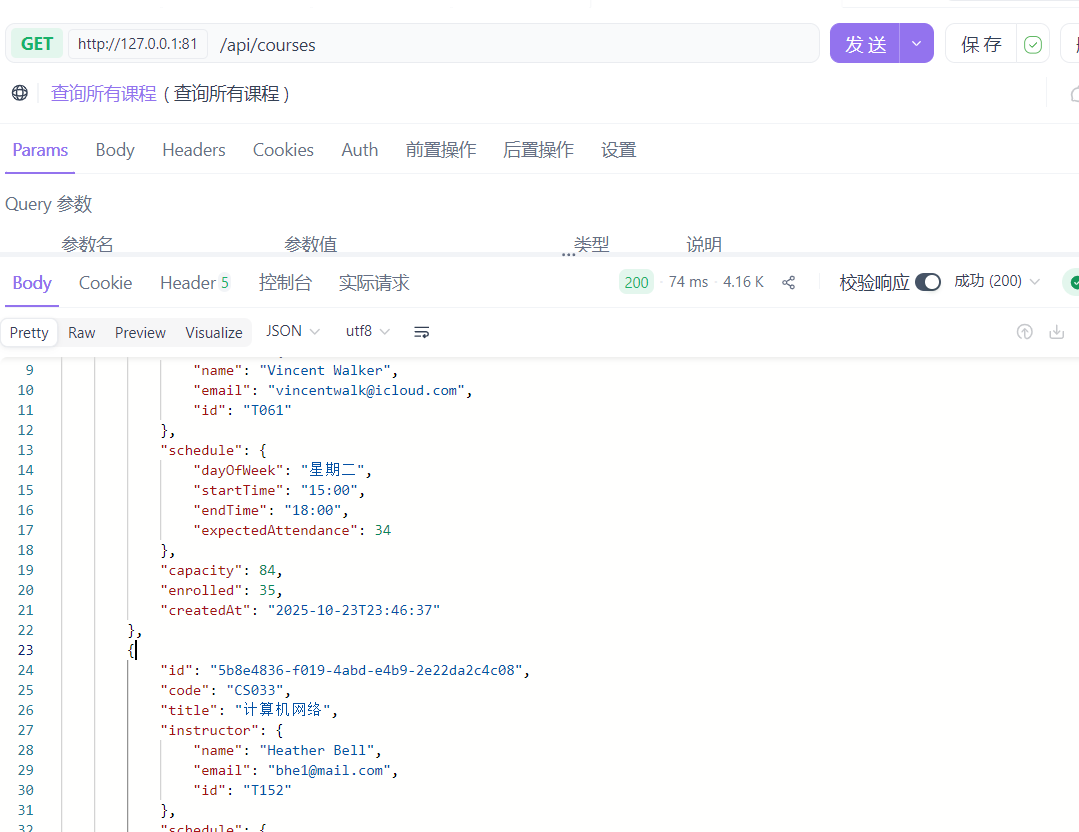 GET http://127.0.0.1:81 /api/courses 发 送 保 存
查询所有课程 ( 查询所有课程 )
Params Body Headers Cookies Auth 前置操作 后置操作 设置
Query 参数
参数名 参数值 类型 说明
Body Cookie Header 5 控制台 实际请求 200 · 74 ms · 4.16 K 校验响应 成功 (200)
Pretty Raw Preview Visualize JSON utf8
9 "name": "Vincent Walker",
10 "email": "vincentwalk@icloud.com",
11 "id": "T061"
12 },
13 "schedule": {
14 "dayOfWeek": "星期二",
15 "startTime": "15:00",
16 "endTime": "18:00",
17 "expectedAttendance": 34
18 },
19 "capacity": 84,
20 "enrolled": 35,
21 "createdAt": "2025-10-23T23:46:37"
22 },
23 {
24 "id": "5b8e4836-f019-4abd-e4b9-2e22da2c4c08",
25 "code": "CS033",
26 "title": "计算机网络",
27 "instructor": {
28 "name": "Heather Bell",
29 "email": "bhe1@mail.com",
30 "id": "T152"
31 },
32 "schedule": {